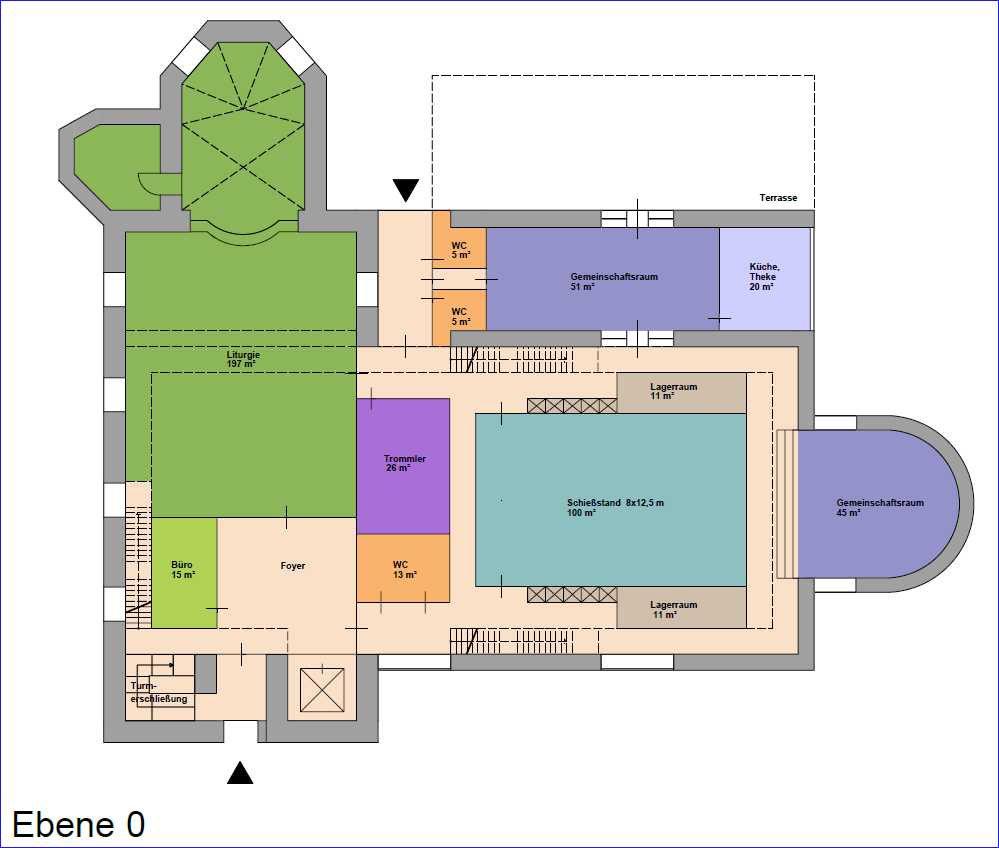 Terrasse
WC
5 m²
Gemeinschaftsraum
51 m²
Küche,
Theke
20 m²
WC
5 m²
Liturgie
197 m²
Lagerraum
11 m²
Trommler
26 m²
Schießstand 8x12,5 m
100 m²
Gemeinschaftsraum
45 m²
Büro
15 m²
Foyer
WC
13 m²
Lagerraum
11 m²
Turm-
erschließung
Ebene 0